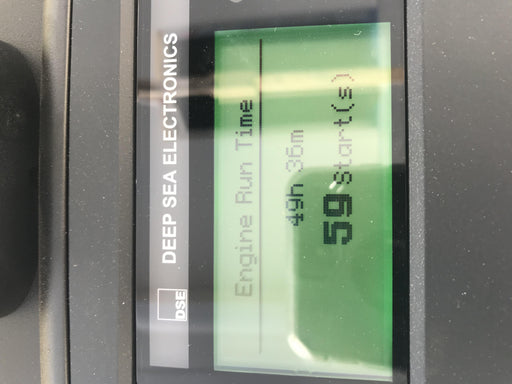 DSE DEEP SEA ELECTRONICS
Engine Run Time
49h 36m
59 Start(s)